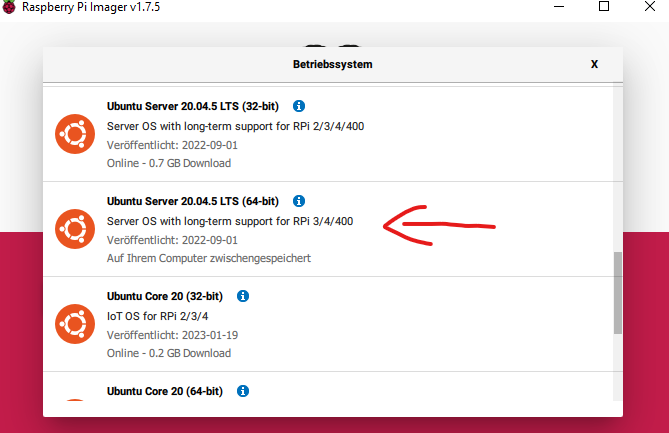 Raspberry Pi Imager v1.7.5
Betriebssystem X
Ubuntu Server 20.04.5 LTS (32-bit)
Server OS with long-term support for RPi 2/3/4/400
Veröffentlicht: 2022-09-01
Online - 0.7 GB Download
Ubuntu Server 20.04.5 LTS (64-bit)
Server OS with long-term support for RPi 3/4/400
Veröffentlicht: 2022-09-01
Auf Ihrem Computer zwischengespeichert
Ubuntu Core 20 (32-bit)
IoT OS for RPi 2/3/4
Veröffentlicht: 2023-01-19
Online - 0.2 GB Download
Ubuntu Core 20 (64-bit)